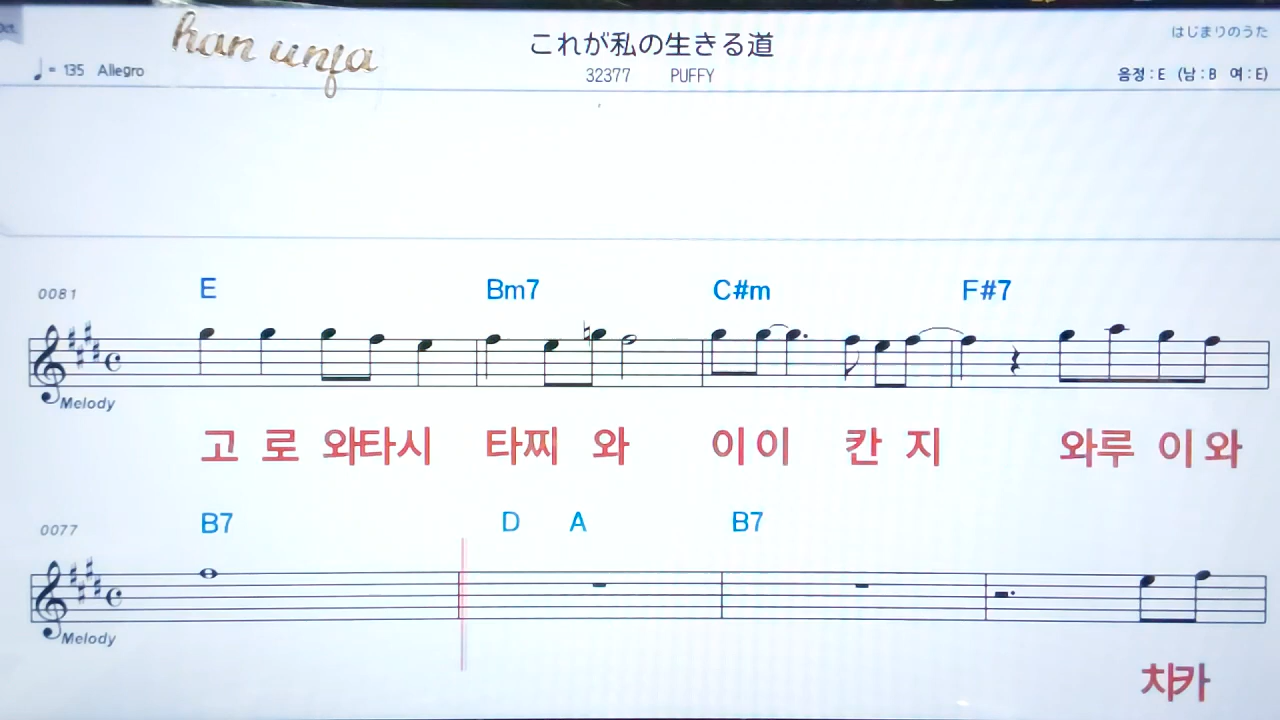 Oct.
han unja
これが私の生きる道
はじまりのうた
♩= 135 Allegro
32377 PUFFY
음정 : E (남 : B 여 : E)
E Bm7 C#m F#7
0081
Melody
고 로 와타시 타찌 와 이이 칸 지 와루 이 와
B7 D A B7
0077
Melody
치카